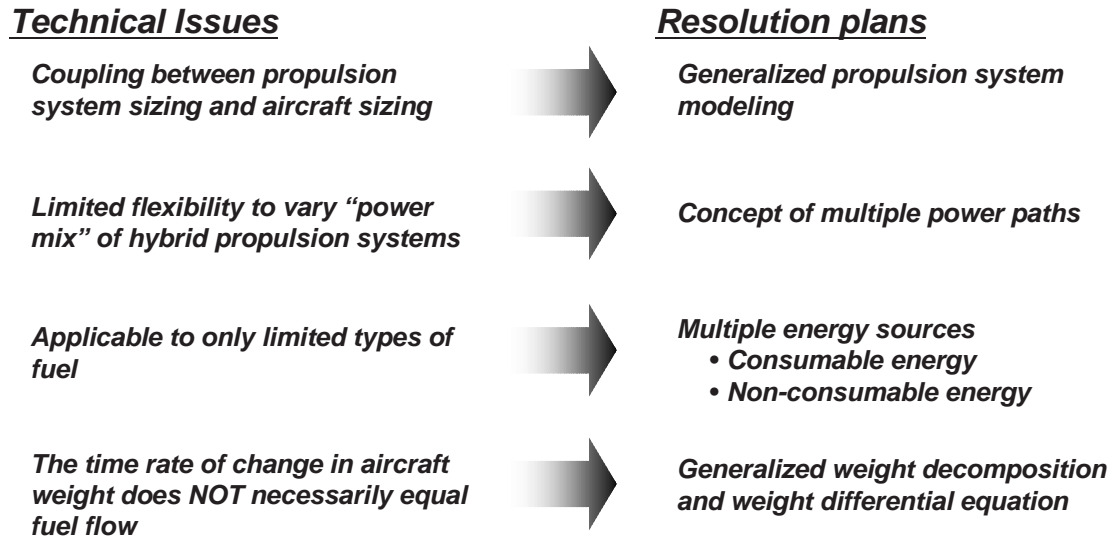 Technical Issues
Resolution plans
Coupling between propulsion
system sizing and aircraft sizing
Generalized propulsion system
modeling
Limited flexibility to vary “power
mix” of hybrid propulsion systems
Concept of multiple power paths
Applicable to only limited types of
fuel
Multiple energy sources
• Consumable energy
• Non-consumable energy
The time rate of change in aircraft
weight does NOT necessarily equal
fuel flow
Generalized weight decomposition
and weight differential equation